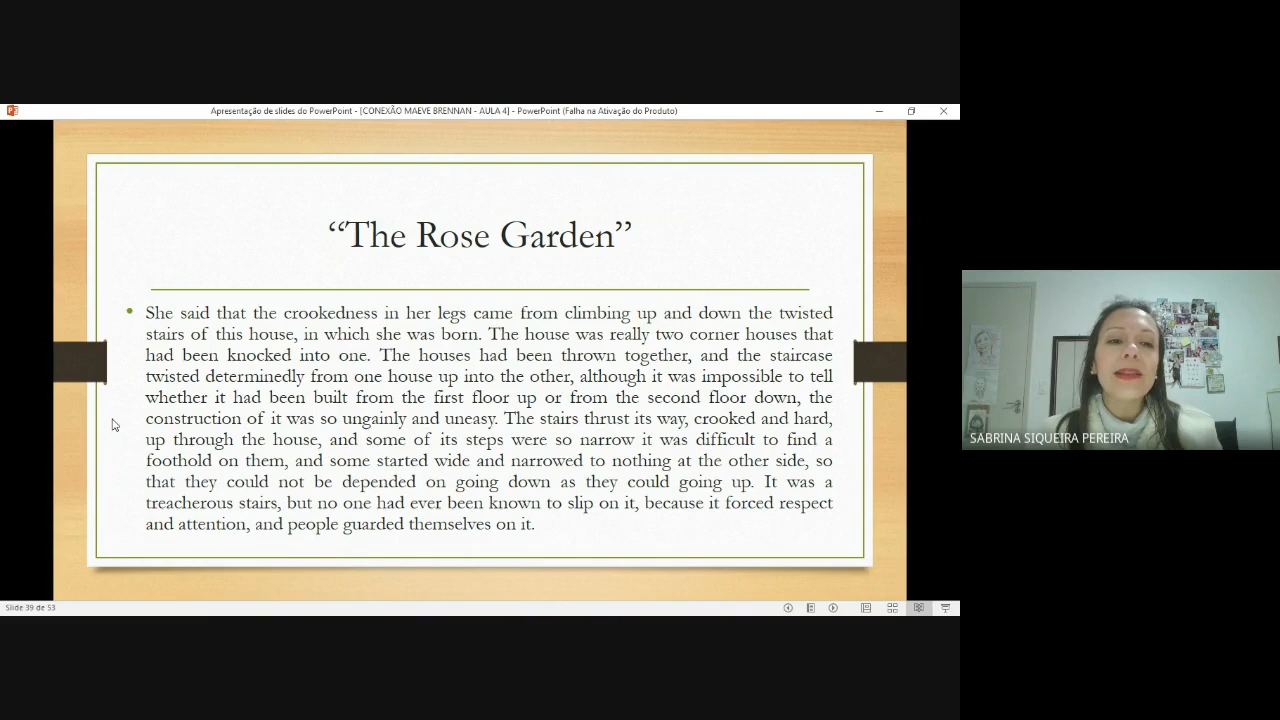 Apresentação de slides do PowerPoint - [CONEXÃO MAEVE BRENNAN - AULA 4] - PowerPoint (Falha na Ativação do Produto)
“The Rose Garden”
• She said that the crookedness in her legs came from climbing up and down the twisted
stairs of this house, in which she was born. The house was really two corner houses that
had been knocked into one. The houses had been thrown together, and the staircase
twisted determinedly from one house up into the other, although it was impossible to tell
whether it had been built from the first floor up or from the second floor down, the
construction of it was so ungainly and uneasy. The stairs thrust its way, crooked and hard,
up through the house, and some of its steps were so narrow it was difficult to find a
foothold on them, and some started wide and narrowed to nothing at the other side, so
that they could not be depended on going down as they could going up. It was a
treacherous stairs, but no one had ever been known to slip on it, because it forced respect
and attention, and people guarded themselves on it.
SABRINA SIQUEIRA PEREIRA
Slide 39 de 53